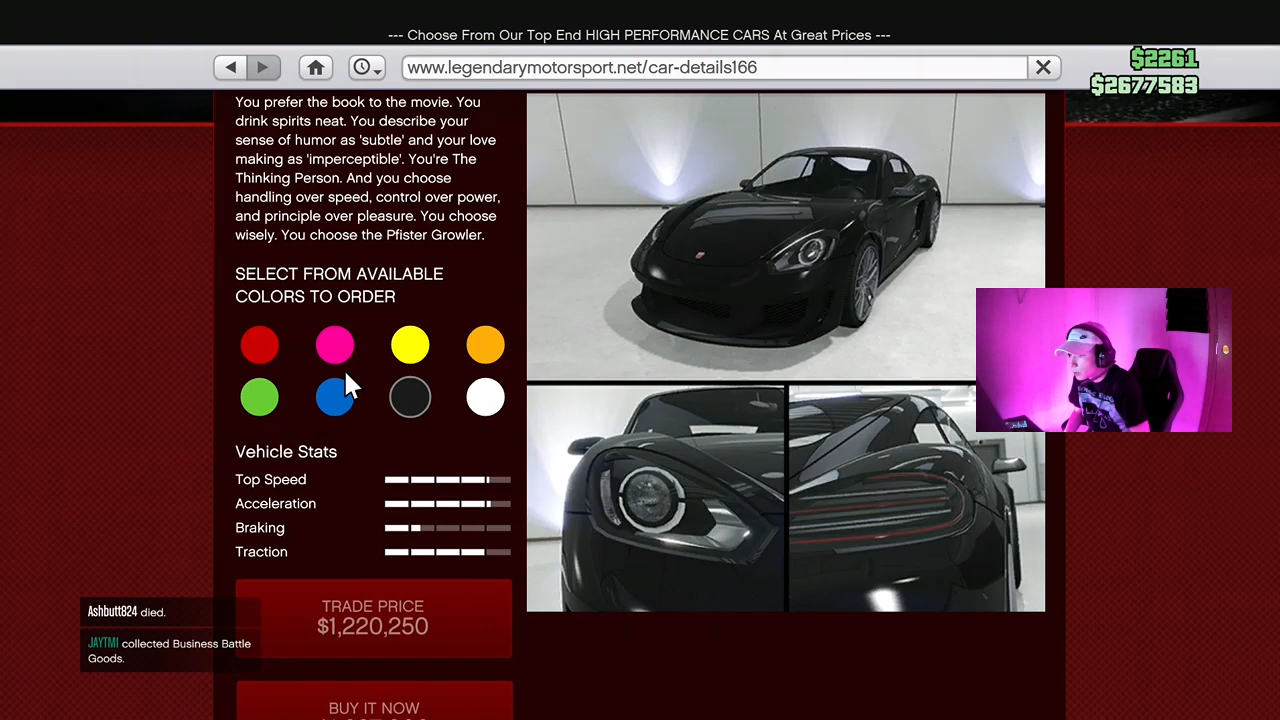 --- Choose From Our Top End HIGH PERFORMANCE CARS At Great Prices ---
www.legendarymotorsport.net/car-details166
$2261
$2677583
You prefer the book to the movie. You
drink spirits neat. You describe your
sense of humor as 'subtle' and your love
making as 'imperceptible'. You're The
Thinking Person. And you choose
handling over speed, control over power,
and principle over pleasure. You choose
wisely. You choose the Pfister Growler.
SELECT FROM AVAILABLE
COLORS TO ORDER
Vehicle Stats
Top Speed
Acceleration
Braking
Traction
TRADE PRICE
$1,220,250
Ashbutt824 died.
JAYTMI collected Business Battle
Goods.
BUY IT NOW